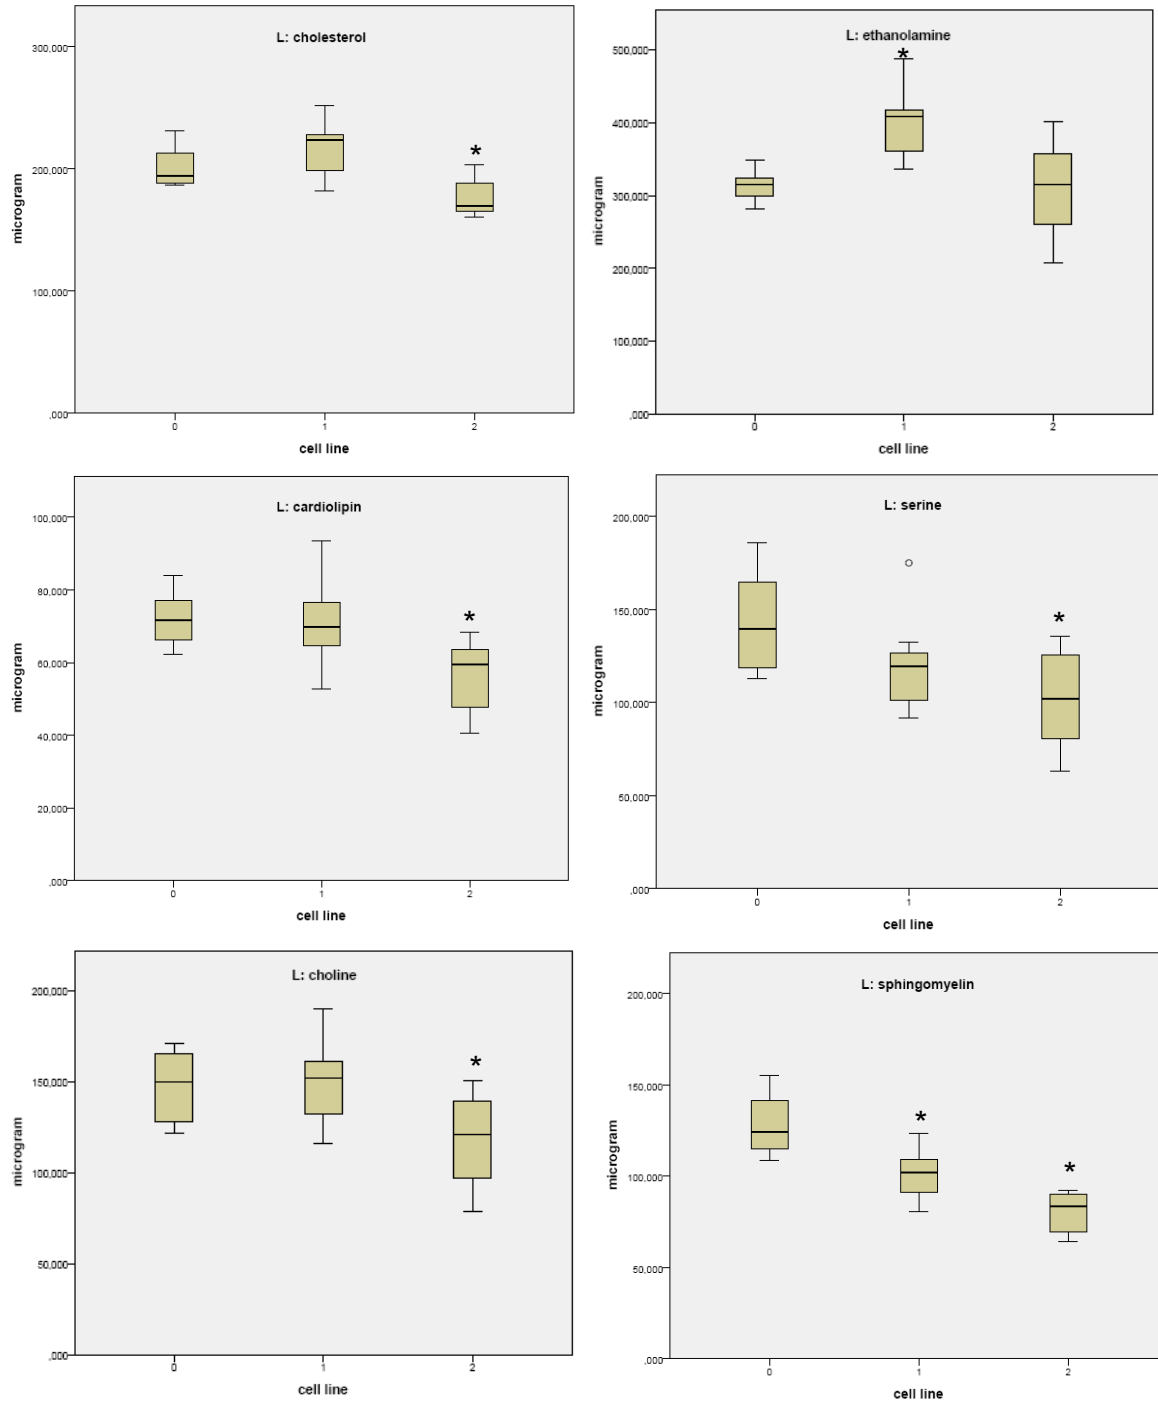 L: cholesterol
300,000
200,000
100,000
,000
microgram
0 1 2
cell line
*
L: ethanolamine
500,000
400,000
300,000
200,000
100,000
,000
microgram
0 1 2
cell line
*
L: cardiolipin
100,000
80,000
60,000
40,000
20,000
,000
microgram
0 1 2
cell line
*
L: serine
200,000
150,000
100,000
50,000
,000
microgram
0 1 2
cell line
*
L: choline
200,000
150,000
100,000
50,000
,000
microgram
0 1 2
cell line
*
L: sphingomyelin
200,000
150,000
100,000
50,000
,000
microgram
0 1 2
cell line
* *